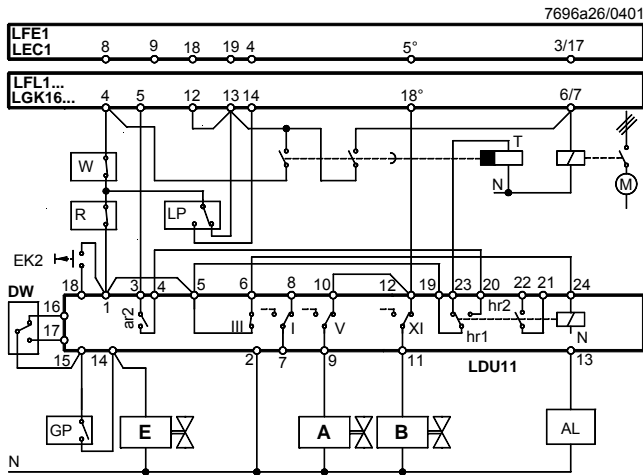 7696a26/0401
LFE1
LEC1
8 9 18 19 4 5° 3/17
LFL1...
LGK16...
4 5 12 13 14 18° 6/7
T
W
N
M
R
LP
EK2
18 1 3 4 5 6 8 10 12 19 23 20 22 21 24
DW
16
ar2
III
I
V
XI
hr2
hr1
N
17
15 14 2 7 9 11 LDU11 13
GP
E
A
B
AL
N